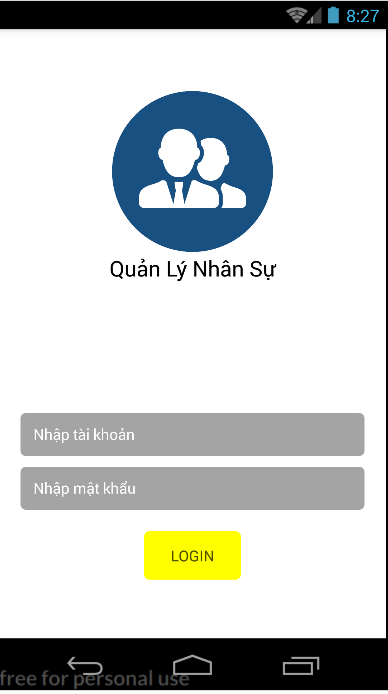 8:27
Quản Lý Nhân Sự
Nhập tài khoản
Nhập mật khẩu
LOGIN
free for personal use